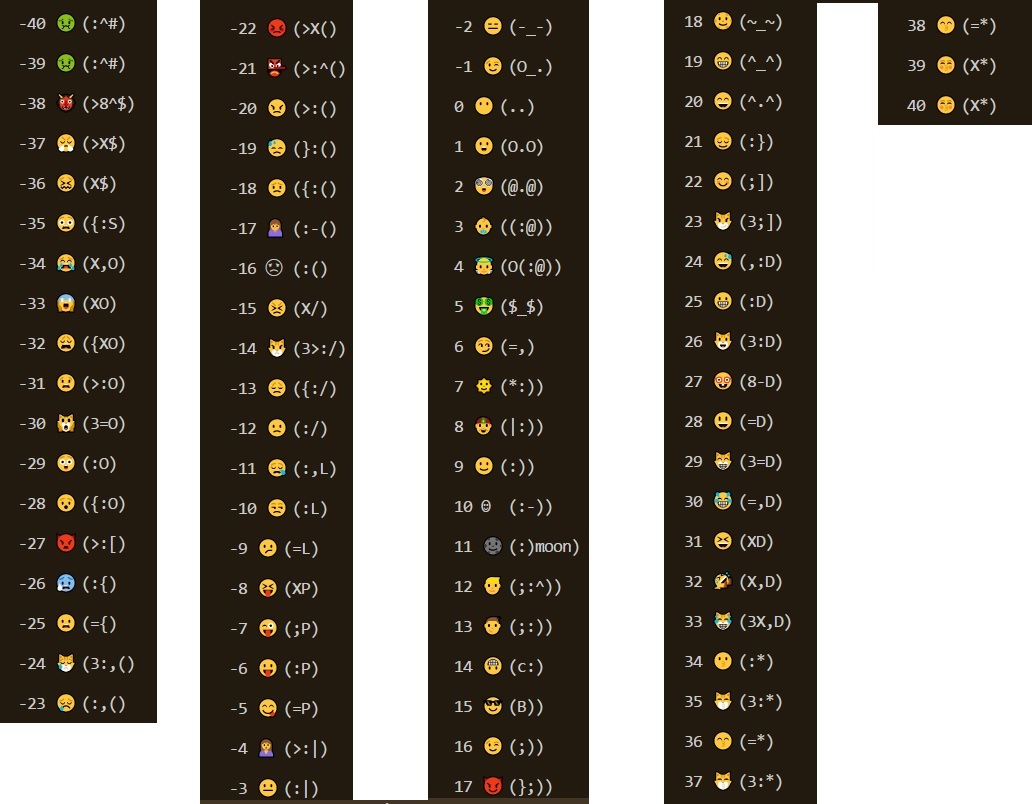 -40 🤢 (:^#)
-39 🤢 (:^#)
-38 👹 (>8^$)
-37 😤 (>X$)
-36 😖 (X$)
-35 😳 ({:S)
-34 😂 (X,O)
-33 😱 (XO)
-32 😩 ({XO)
-31 😠 (>:O)
-30 🙀 (3=O)
-29 😲 (:O)
-28 😧 ({:O)
-27 👿 (>:[)
-26 😥 (:{)
-25 😦 (={)
-24 😿 (3:,()
-23 😢 (:,()
-22 😡 (>X()
-21 👺 (>:^()
-20 😠 (>:()
-19 😓 (}:()
-18 😟 ({:()
-17 🙍 (:-()
-16 ☹ (:()
-15 😣 (X/)
-14 😾 (3>:/)
-13 😔 ({:/)
-12 🙁 (:/)
-11 😪 (:,L)
-10 😒 (:L)
-9 😕 (=L)
-8 😝 (XP)
-7 😜 (;P)
-6 😛 (:P)
-5 😋 (=P)
-4 🙎 (>:|)
-3 😐 (:|)
-2 😑 (-_-)
-1 😉 (O_.)
0 😶 (..)
1 😀 (O.O)
2 😵 (@.@)
3 👶 ((:@))
4 👼 (O(:@))
5 🤑 ($_$)
6 😏 (=,)
7 🌞 (*:))
8 👲 (|:))
9 🙂 (:))
10 ☺ (:-))
11 🌚 (:)moon)
12 👱 (;:^))
13 👨 (;:))
14 😬 (c:)
15 😎 (B))
16 😉 (;))
17 😈 (};))
18 🙂 (~_~)
19 😁 (^_^)
20 😄 (^.^)
21 😌 (:})
22 😊 (;])
23 😼 (3;])
24 😅 (,:D)
25 😀 (:D)
26 😺 (3:D)
27 🤓 (8-D)
28 😃 (=D)
29 😸 (3=D)
30 😂 (=,D)
31 😆 (XD)
32 🤣 (X,D)
33 😹 (3X,D)
34 😗 (:*)
35 😽 (3:*)
36 😙 (=*)
37 😽 (3:*)
38 😙 (=*)
39 😚 (X*)
40 😚 (X*)